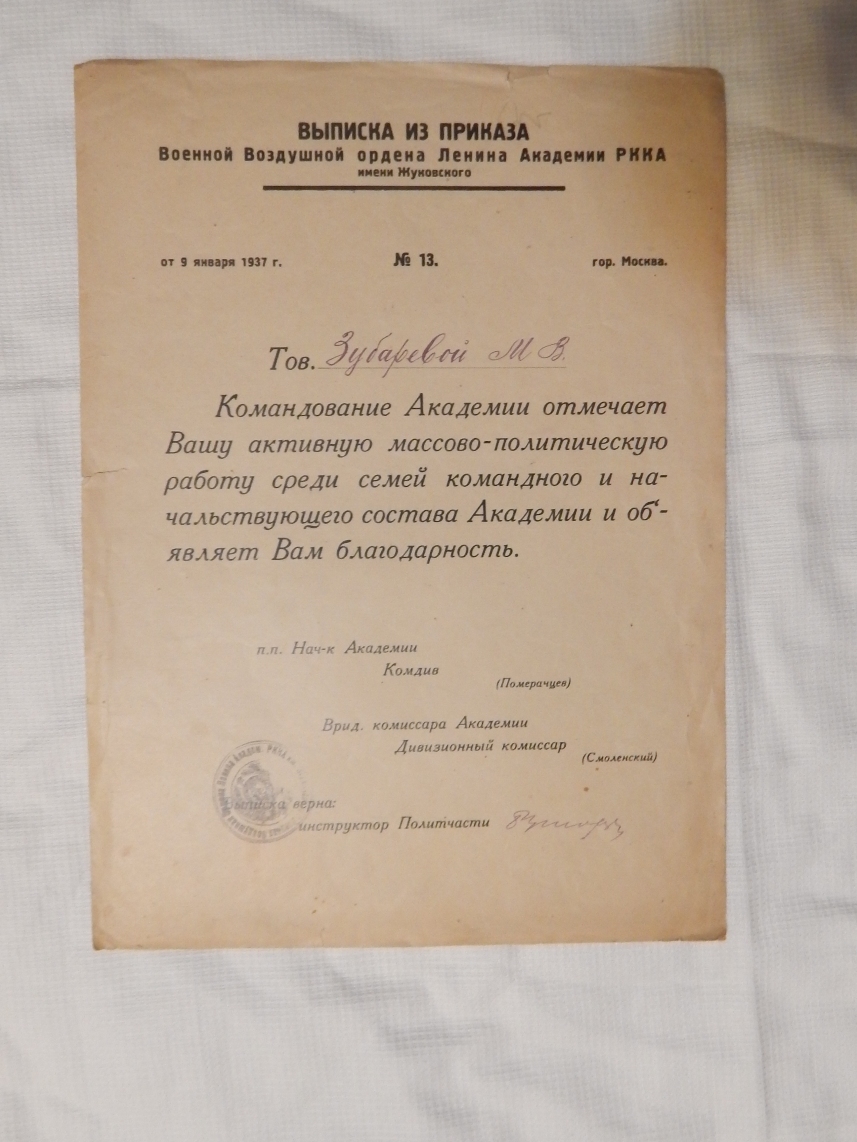 ВЫПИСКА ИЗ ПРИКАЗА
Военной Воздушной ордена Ленина Академии РККА
имени Жуковского
от 9 января 1937 г. № 13. гор. Москва.
Тов. Зубаревой М В.
Командование Академии отмечает
Вашу активную массово-политическую
работу среди семей командного и на-
чальствующего состава Академии и об‘-
являет Вам благодарность.
п.п. Нач-к Академии
Комдив
(Померанцев)
Врид. комиссара Академии
Дивизионный комиссар
(Смоленский)
Выписка верна:
инструктор Политчасти